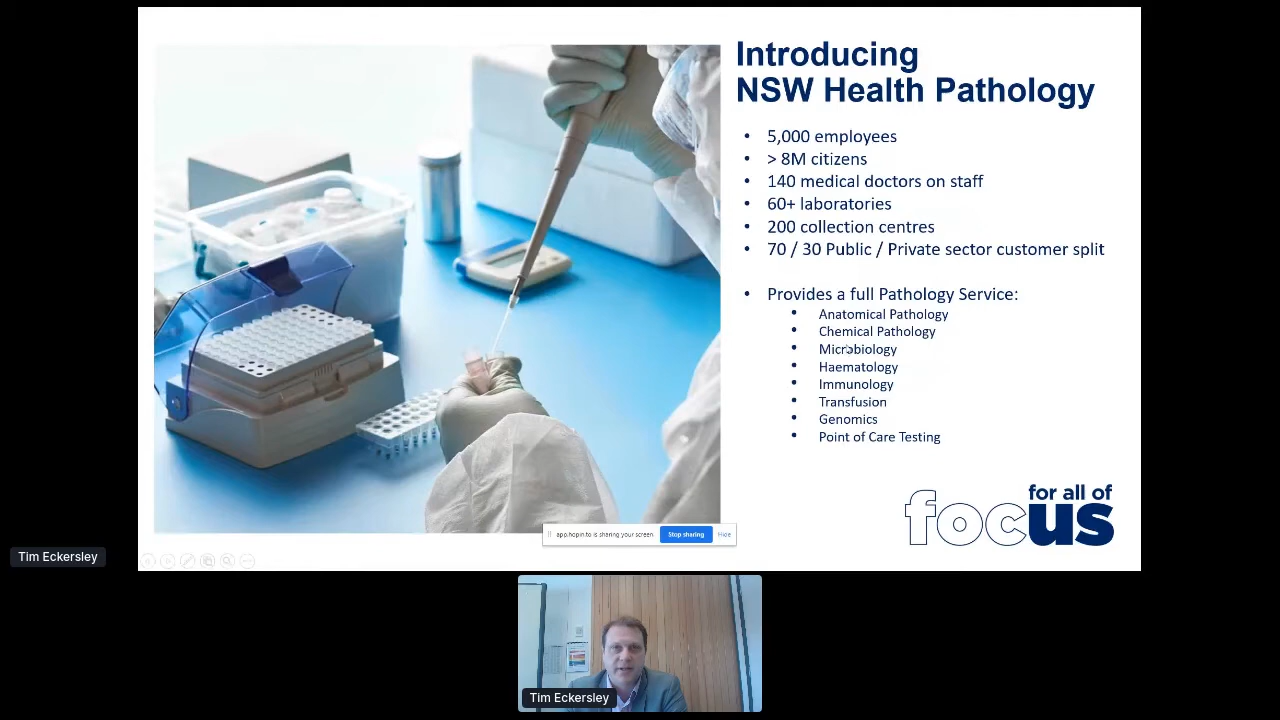 Introducing
NSW Health Pathology
• 5,000 employees
• > 8M citizens
• 140 medical doctors on staff
• 60+ laboratories
• 200 collection centres
• 70 / 30 Public / Private sector customer split
• Provides a full Pathology Service:
• Anatomical Pathology
• Chemical Pathology
• Microbiology
• Haematology
• Immunology
• Transfusion
• Genomics
• Point of Care Testing
for all of
focus
app.hopin.to is sharing your screen Stop sharing Hide
Tim Eckersley
Tim Eckersley